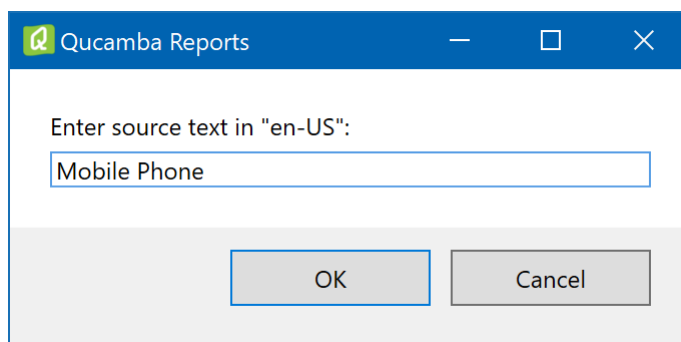 Qucamba Reports
Enter source text in "en-US":
Mobile Phone
OK Cancel